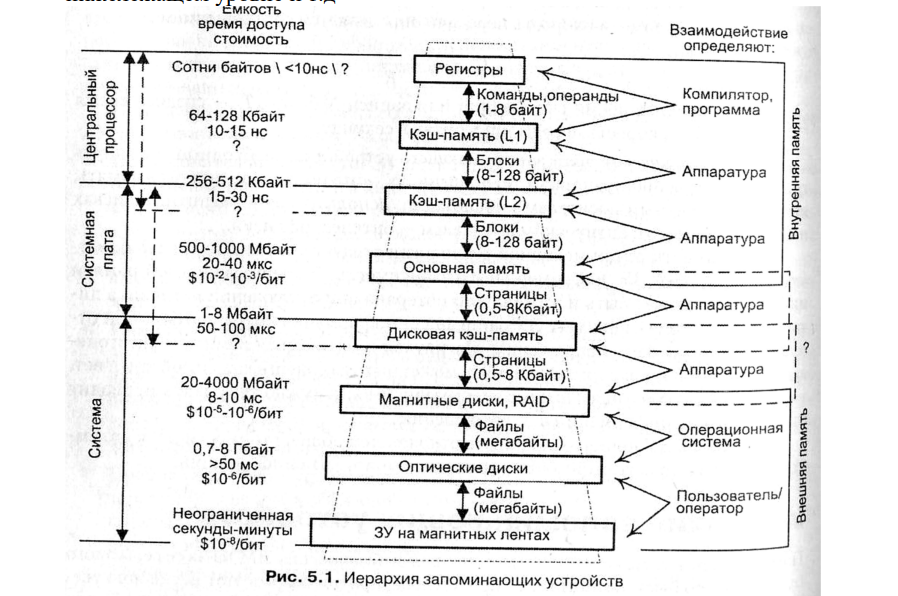 Емкость
время доступа
стоимость
Взаимодействие
определяют:
Сотни байтов \ <10нс \ ?
Регистры
Команды,операнды
(1-8 байт)
Компилятор,
программа
64-128 Кбайт
10-15 нс
?
Кэш-память (L1)
Блоки
(8-128 байт)
Аппаратура
256-512 Кбайт
15-30 нс
?
Кэш-память (L2)
Блоки
(8-128 байт)
Аппаратура
500-1000 Мбайт
20-40 мкс
$10⁻²-10⁻³/бит
Основная память
Страницы
(0,5-8Кбайт)
Аппаратура
1-8 Мбайт
50-100 мкс
?
Дисковая кэш-память
Страницы
(0,5-8 Кбайт)
Аппаратура
20-4000 Мбайт
8-10 мс
$10⁻⁵-10⁻⁶/бит
Магнитные диски, RAID
Файлы
(мегабайты)
Операционная
система
0,7-8 Гбайт
>50 мс
$10⁻⁶/бит
Оптические диски
Файлы
(мегабайты)
Пользователь/
оператор
Неограниченная
секунды-минуты
$10⁻⁸/бит
ЗУ на магнитных лентах
Центральный
процессор
Системная
плата
Система
Внутренняя память
?
Внешняя память
Рис. 5.1. Иерархия запоминающих устройств